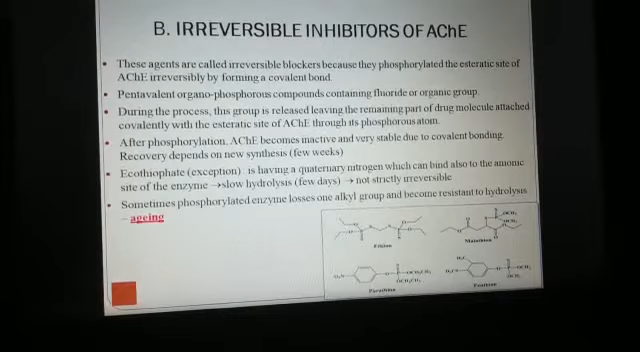 B. IRREVERSIBLE INHIBITORS OF AChE
• These agents are called irreversible blockers because they phosphorylated the esteratic site of
AChE irreversibly by forming a covalent bond
• Pentavalent organo-phosphorous compounds containing fluoride or organic group.
• During the process, this group is released leaving the remaining part of drug molecule attached
covalently with the esteratic site of AChE through its phosphorous atom.
• After phosphorylation, AChE becomes inactive and very stable due to covalent bonding.
Recovery depends on new synthesis (few weeks)
• Ecothiophate (exception) is having a quaternary nitrogen which can bind also to the anionic
site of the enzyme →slow hydrolysis (few days) → not strictly irreversible
• Sometimes phosphorylated enzyme losses one alkyl group and become resistant to hydrolysis
– ageing
Ethion
Malathion
Parathion